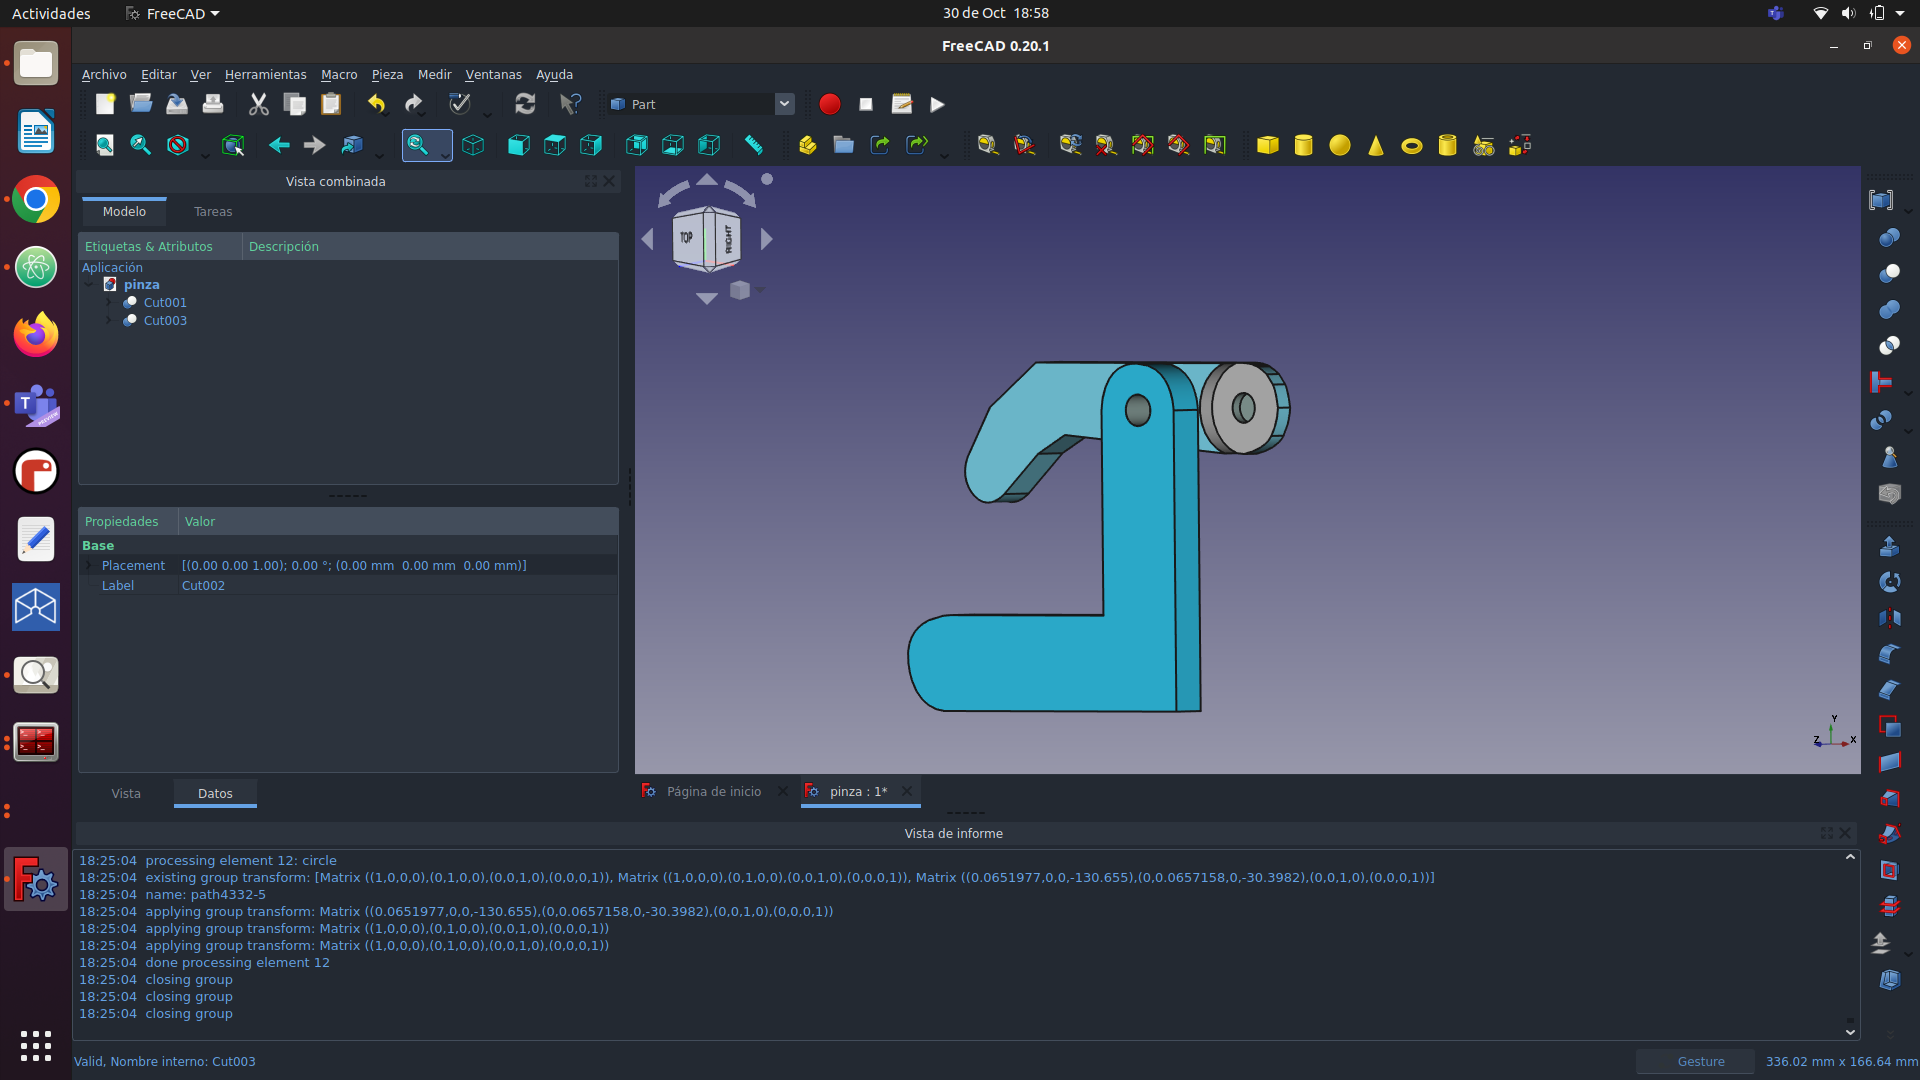 Actividades
FreeCAD
30 de Oct 18:58
FreeCAD 0.20.1
Archivo Editar Ver Herramientas Macro Pieza Medir Ventanas Ayuda
Part
Vista combinada
Modelo Tareas
Etiquetas & Atributos Descripción
Aplicación
pinza
Cut001
Cut003
TOP RIGHT
Propiedades Valor
Base
Placement [(0.00 0.00 1.00); 0.00 °; (0.00 mm 0.00 mm 0.00 mm)]
Label Cut002
Y
Z X
Vista Datos
Página de inicio pinza : 1*
Vista de informe
18:25:04 processing element 12: circle
18:25:04 existing group transform: [Matrix ((1,0,0,0),(0,1,0,0),(0,0,1,0),(0,0,0,1)), Matrix ((1,0,0,0),(0,1,0,0),(0,0,1,0),(0,0,0,1)), Matrix ((0.0651977,0,0,-130.655),(0,0.0657158,0,-30.3982),(0,0,1,0),(0,0,0,1))]
18:25:04 name: path4332-5
18:25:04 applying group transform: Matrix ((0.0651977,0,0,-130.655),(0,0.0657158,0,-30.3982),(0,0,1,0),(0,0,0,1))
18:25:04 applying group transform: Matrix ((1,0,0,0),(0,1,0,0),(0,0,1,0),(0,0,0,1))
18:25:04 applying group transform: Matrix ((1,0,0,0),(0,1,0,0),(0,0,1,0),(0,0,0,1))
18:25:04 done processing element 12
18:25:04 closing group
18:25:04 closing group
18:25:04 closing group
Valid, Nombre interno: Cut003
Gesture
336.02 mm x 166.64 mm